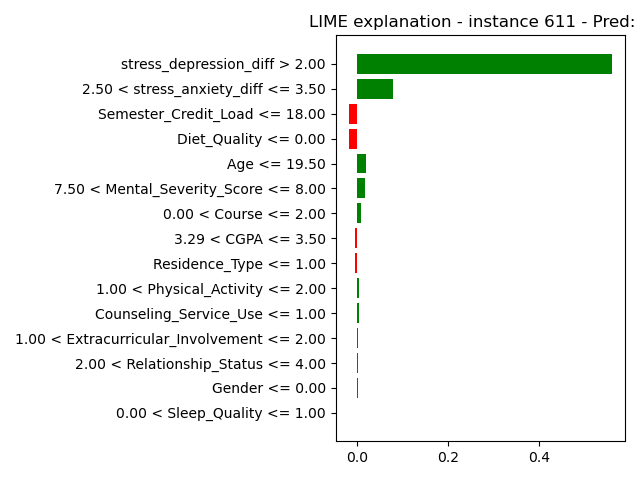 LIME explanation - instance 611 - Pred:
stress_depression_diff > 2.00
2.50 < stress_anxiety_diff <= 3.50
Semester_Credit_Load <= 18.00
Diet_Quality <= 0.00
Age <= 19.50
7.50 < Mental_Severity_Score <= 8.00
0.00 < Course <= 2.00
3.29 < CGPA <= 3.50
Residence_Type <= 1.00
1.00 < Physical_Activity <= 2.00
Counseling_Service_Use <= 1.00
1.00 < Extracurricular_Involvement <= 2.00
2.00 < Relationship_Status <= 4.00
Gender <= 0.00
0.00 < Sleep_Quality <= 1.00
0.0 0.2 0.4